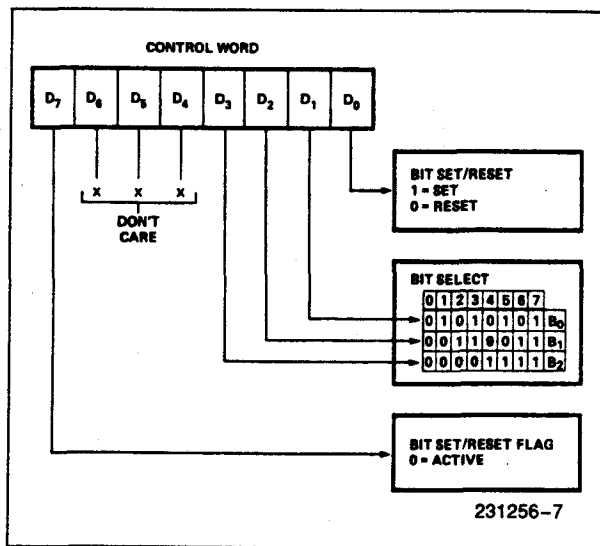 CONTROL WORD
D7 D6 D5 D4 D3 D2 D1 D0
X X X
DON'T
CARE
BIT SET/RESET
1 = SET
0 = RESET
BIT SELECT
0 1 2 3 4 5 6 7
0 1 0 1 0 1 0 1 B0
0 0 1 1 0 0 1 1 B1
0 0 0 0 1 1 1 1 B2
BIT SET/RESET FLAG
0 = ACTIVE
231256-7